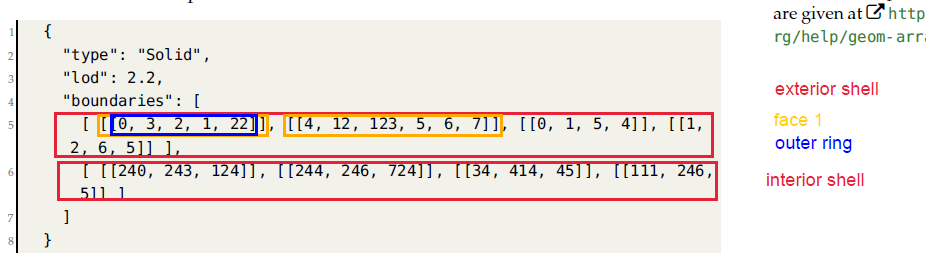 are given at http
rg/help/geom-arr
1 {
2 "type": "Solid",
3 "lod": 2.2,
4 "boundaries": [
5 [ [[0, 3, 2, 1, 22]], [[4, 12, 123, 5, 6, 7]], [[0, 1, 5, 4]], [[1,
2, 6, 5]] ],
6 [ [[240, 243, 124]], [[244, 246, 724]], [[34, 414, 45]], [[111, 246,
5]] ]
7 ]
8 }
exterior shell
face 1
outer ring
interior shell